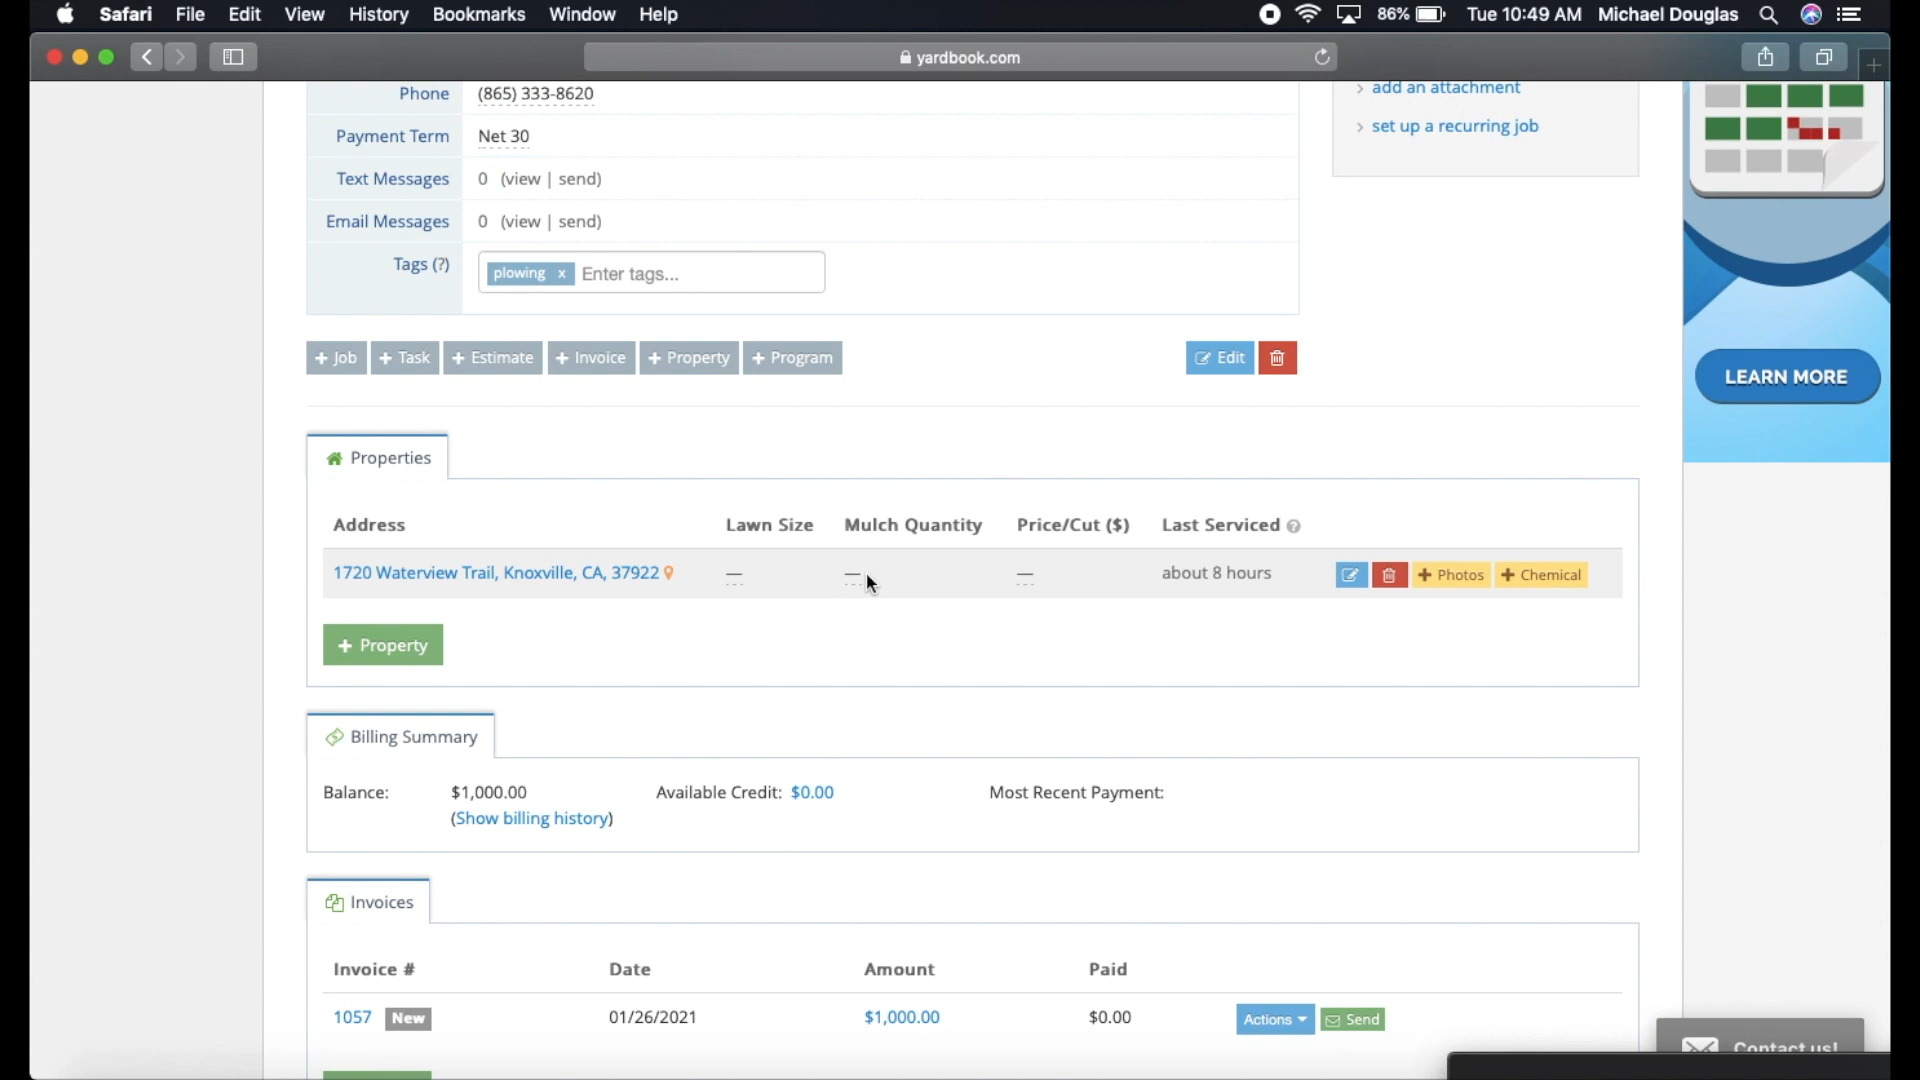 Safari File Edit View History Bookmarks Window Help 86% Tue 10:49 AM Michael Douglas
yardbook.com
Phone (865) 333-8620
> add an attachment
Payment Term Net 30
> set up a recurring job
Text Messages 0 (view | send)
Email Messages 0 (view | send)
Tags (?) plowing x Enter tags...
+ Job + Task + Estimate + Invoice + Property + Program Edit
LEARN MORE
Properties
Address Lawn Size Mulch Quantity Price/Cut ($) Last Serviced ?
1720 Waterview Trail, Knoxville, CA, 37922 — — — about 8 hours + Photos + Chemical
+ Property
Billing Summary
Balance: $1,000.00 Available Credit: $0.00 Most Recent Payment:
(Show billing history)
Invoices
Invoice # Date Amount Paid
1057 New 01/26/2021 $1,000.00 $0.00 Actions Send
Contact us!